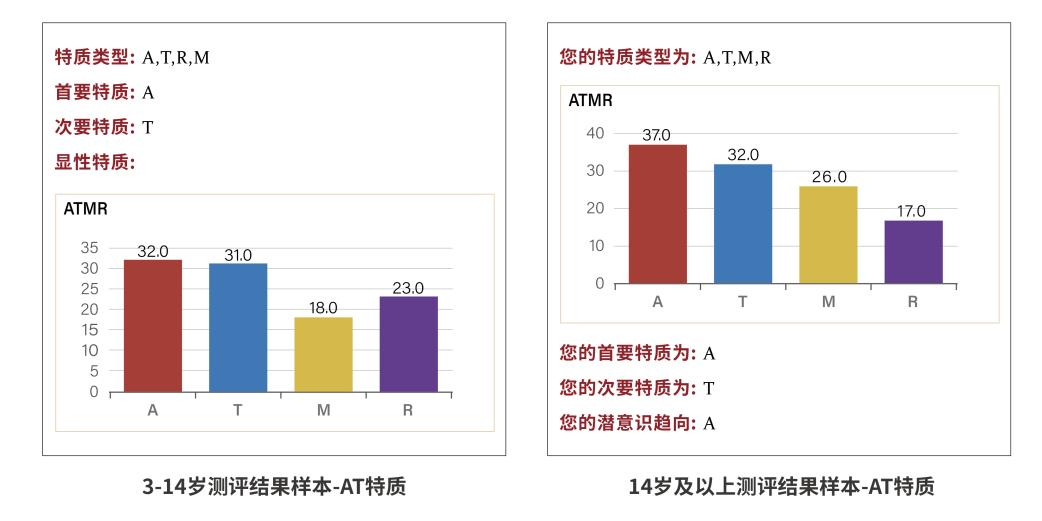 特质类型: A,T,R,M
首要特质: A
次要特质: T
显性特质:
ATMR
35
30
25
20
15
10
5
0
32.0
31.0
18.0
23.0
A
T
M
R
3-14岁测评结果样本-AT特质
您的特质类型为: A,T,M,R
ATMR
40
30
20
10
0
37.0
32.0
26.0
17.0
A
T
M
R
您的首要特质为: A
您的次要特质为: T
您的潜意识趋向: A
14岁及以上测评结果样本-AT特质